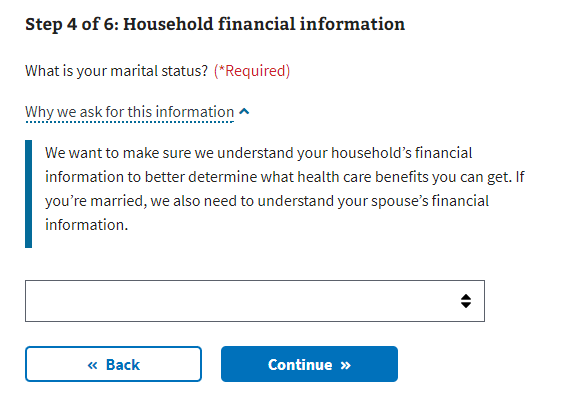 Step 4 of 6: Household financial information
What is your marital status? (*Required)
Why we ask for this information
We want to make sure we understand your household’s financial
information to better determine what health care benefits you can get. If
you’re married, we also need to understand your spouse’s financial
information.
« Back
Continue »